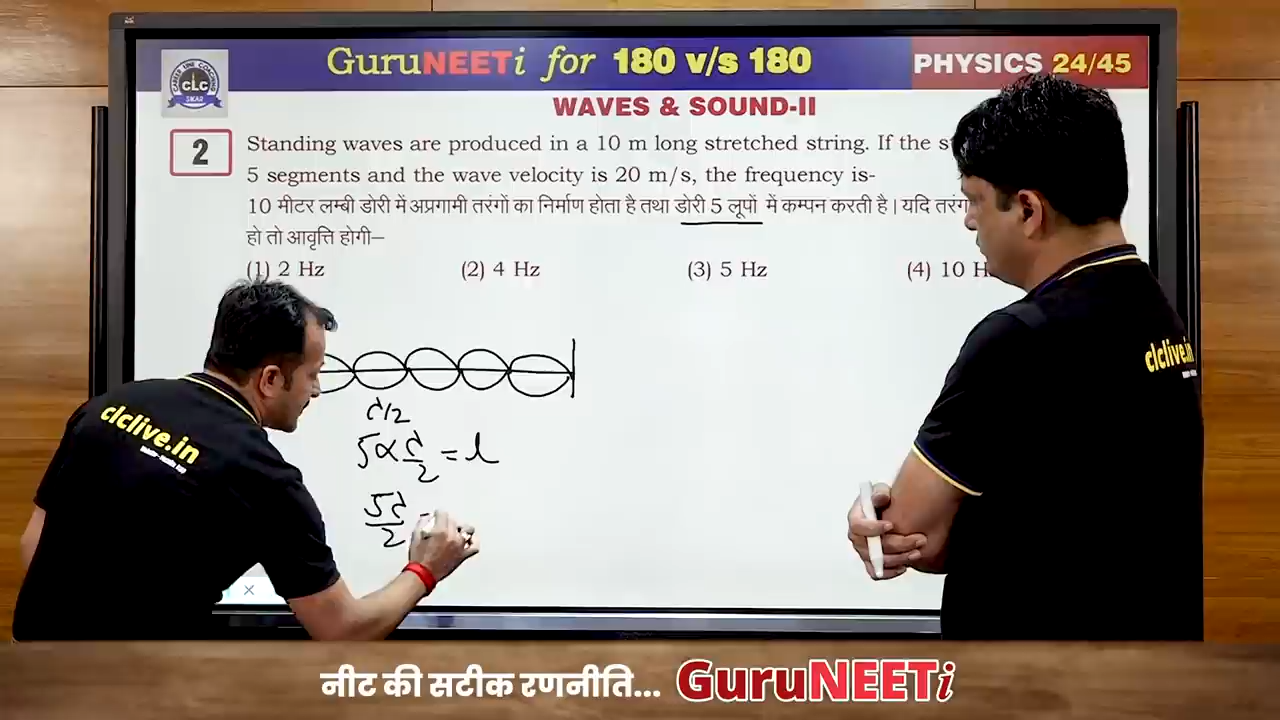 GuruNEETi for 180 v/s 180
PHYSICS 24/45
CLC
SIKAR
WAVES & SOUND-II
2
Standing waves are produced in a 10 m long stretched string. If the
5 segments and the wave velocity is 20 m/s, the frequency is-
10 मीटर लम्बी डोरी में अप्रगामी तरंगों का निर्माण होता है तथा डोरी 5 लूपों में कम्पन करती है। यदि
हो तो आवृत्ति होगी–
(1) 2 Hz (2) 4 Hz (3) 5 Hz (4) 10 H
λ/2
5×λ/2 = l
5λ/2 =
clclive.in
clclive.in
नीट की सटीक रणनीति... GuruNEETi